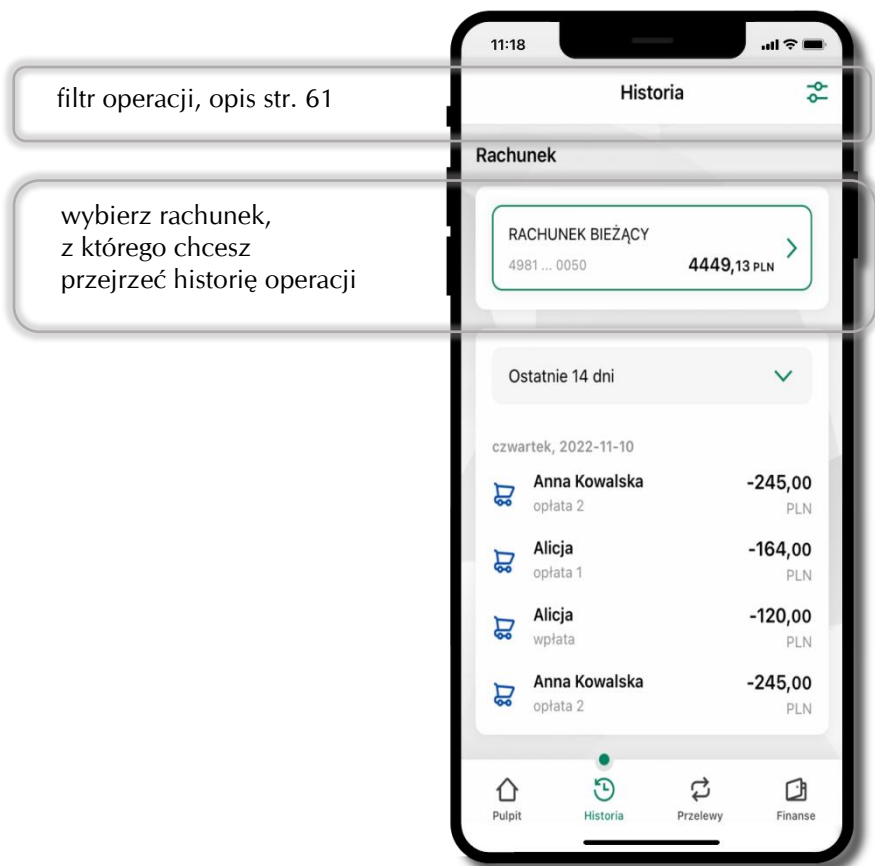 11:18
filtr operacji, opis str. 61
Historia
Rachunek
wybierz rachunek,
z którego chcesz
przejrzeć historię operacji
RACHUNEK BIEŻĄCY
4981 ... 0050 4449,13 PLN
Ostatnie 14 dni
czwartek, 2022-11-10
Anna Kowalska -245,00
opłata 2 PLN
Alicja -164,00
opłata 1 PLN
Alicja -120,00
wpłata PLN
Anna Kowalska -245,00
opłata 2 PLN
Pulpit Historia Przelewy Finanse